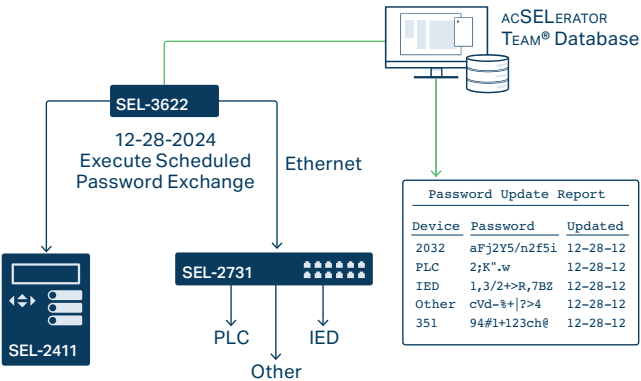 acSELerator
Team® Database
SEL-3622
12-28-2024
Execute Scheduled
Password Exchange
Ethernet
SEL-2411
SEL-2731
PLC
IED
Other
Password Update Report
Device Password Updated
2032 aFj2Y5/n2f5i 12-28-12
PLC 2;K".w 12-28-12
IED 1,3/2+>R,7BZ 12-28-12
Other cVd-%+|?>4 12-28-12
351 94#1+123ch@ 12-28-12